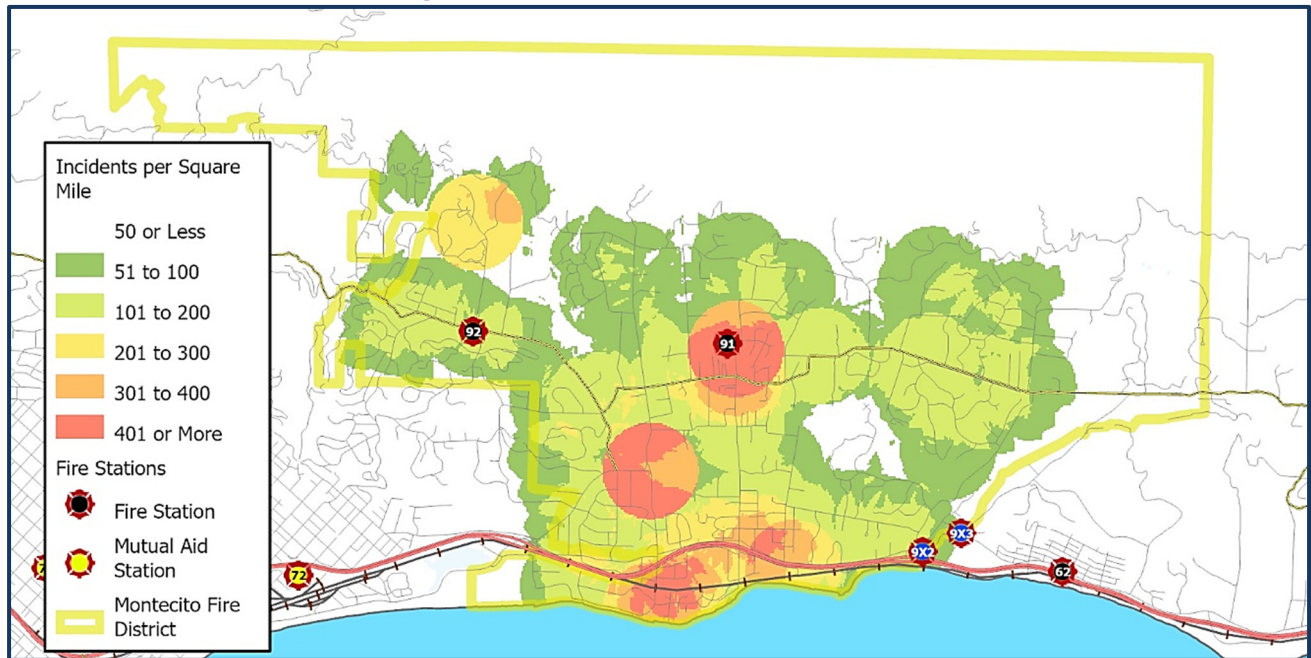 Incidents per Square
Mile
50 or Less
51 to 100
101 to 200
201 to 300
301 to 400
401 or More
Fire Stations
Fire Station
Mutual Aid
Station
Montecito Fire
District
92
91
9X3
9X2
62
72
7